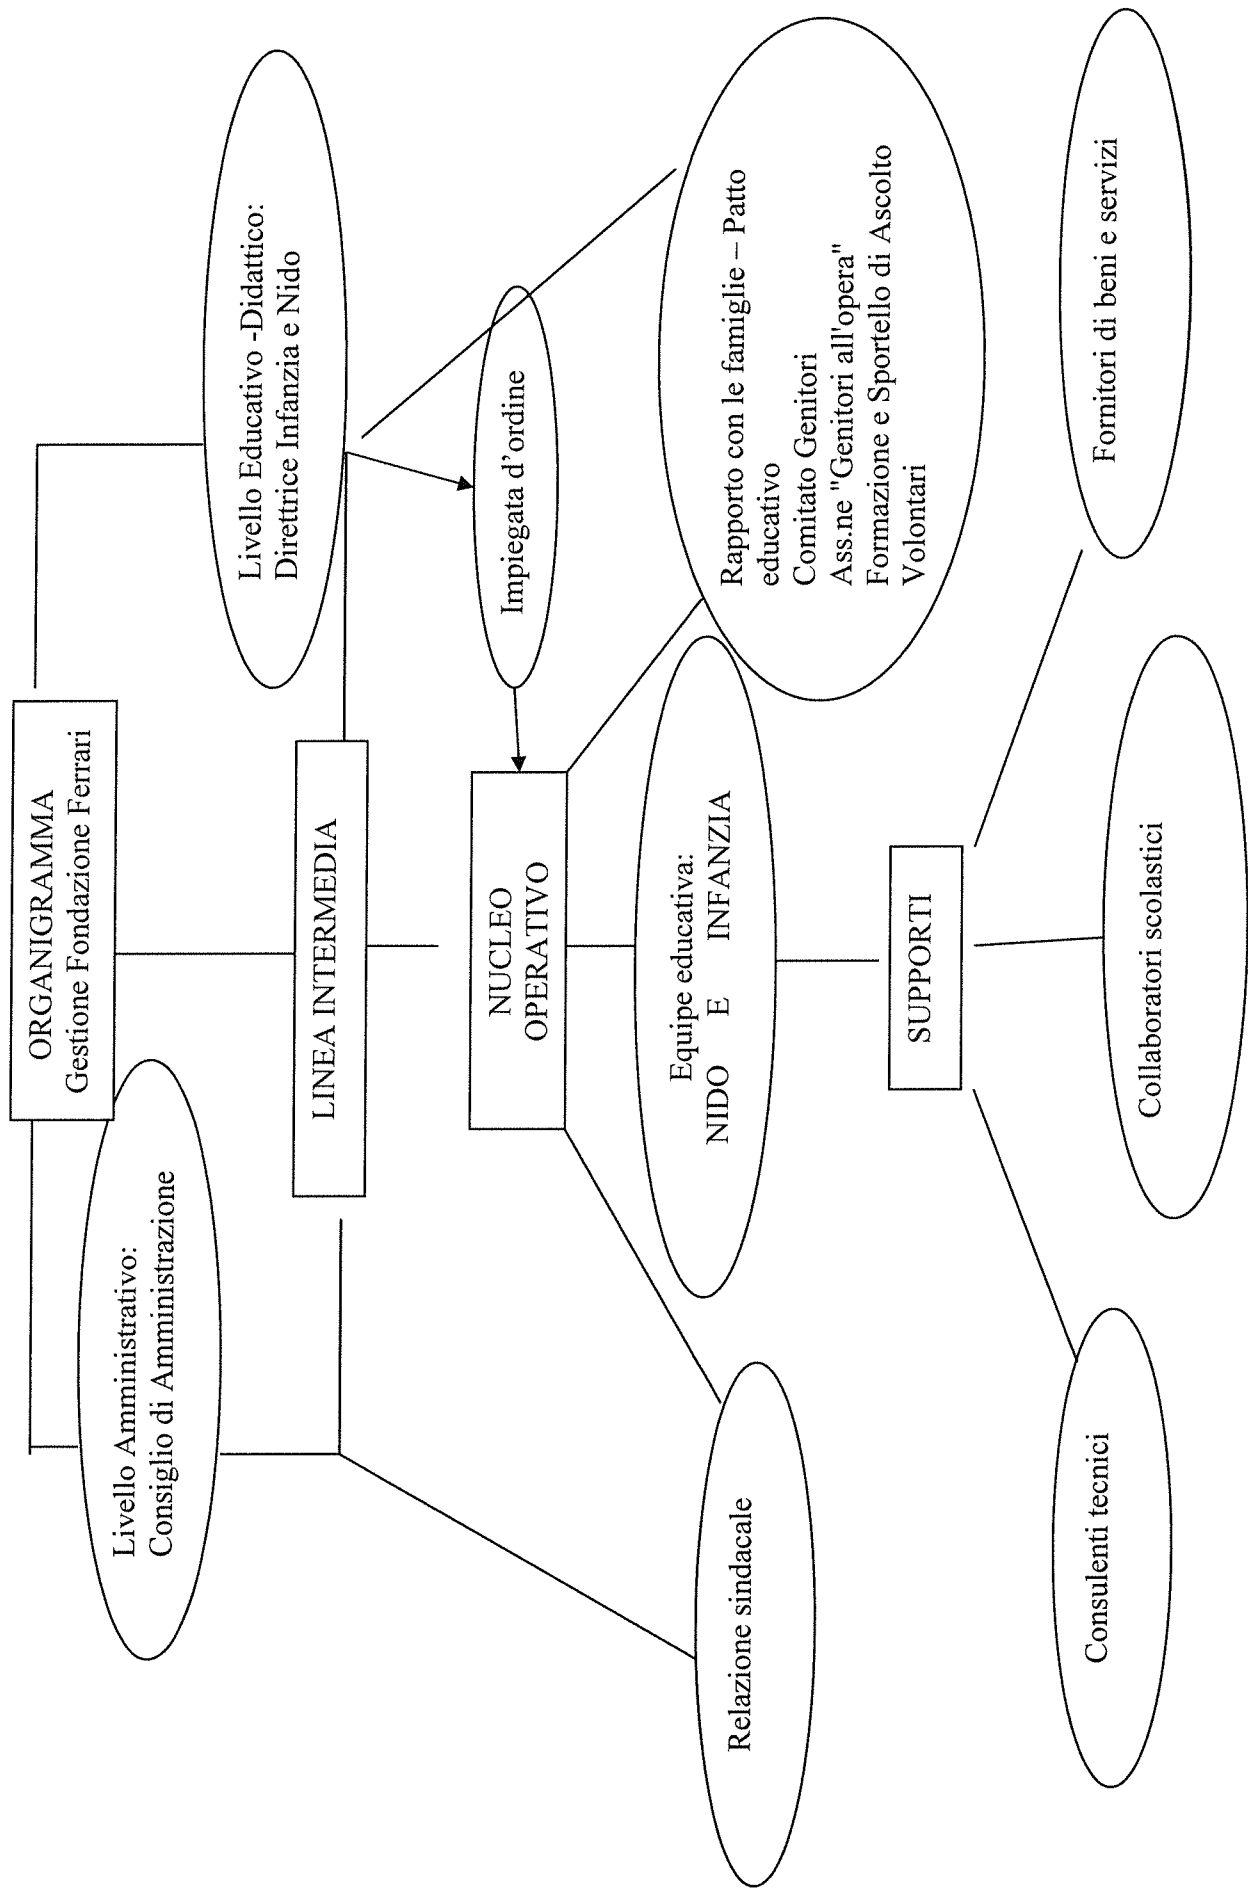 ORGANIGRAMMA
Gestione Fondazione Ferrari
Livello Amministrativo:
Consiglio di Amministrazione
Livello Educativo -Didattico:
Direttrice Infanzia e Nido
LINEA INTERMEDIA
Impiegata d’ordine
NUCLEO
OPERATIVO
Relazione sindacale
Equipe educativa:
NIDO E INFANZIA
Rapporto con le famiglie – Patto
educativo
Comitato Genitori
Ass.ne "Genitori all'opera"
Formazione e Sportello di Ascolto
Volontari
SUPPORTI
Consulenti tecnici
Collaboratori scolastici
Fornitori di beni e servizi